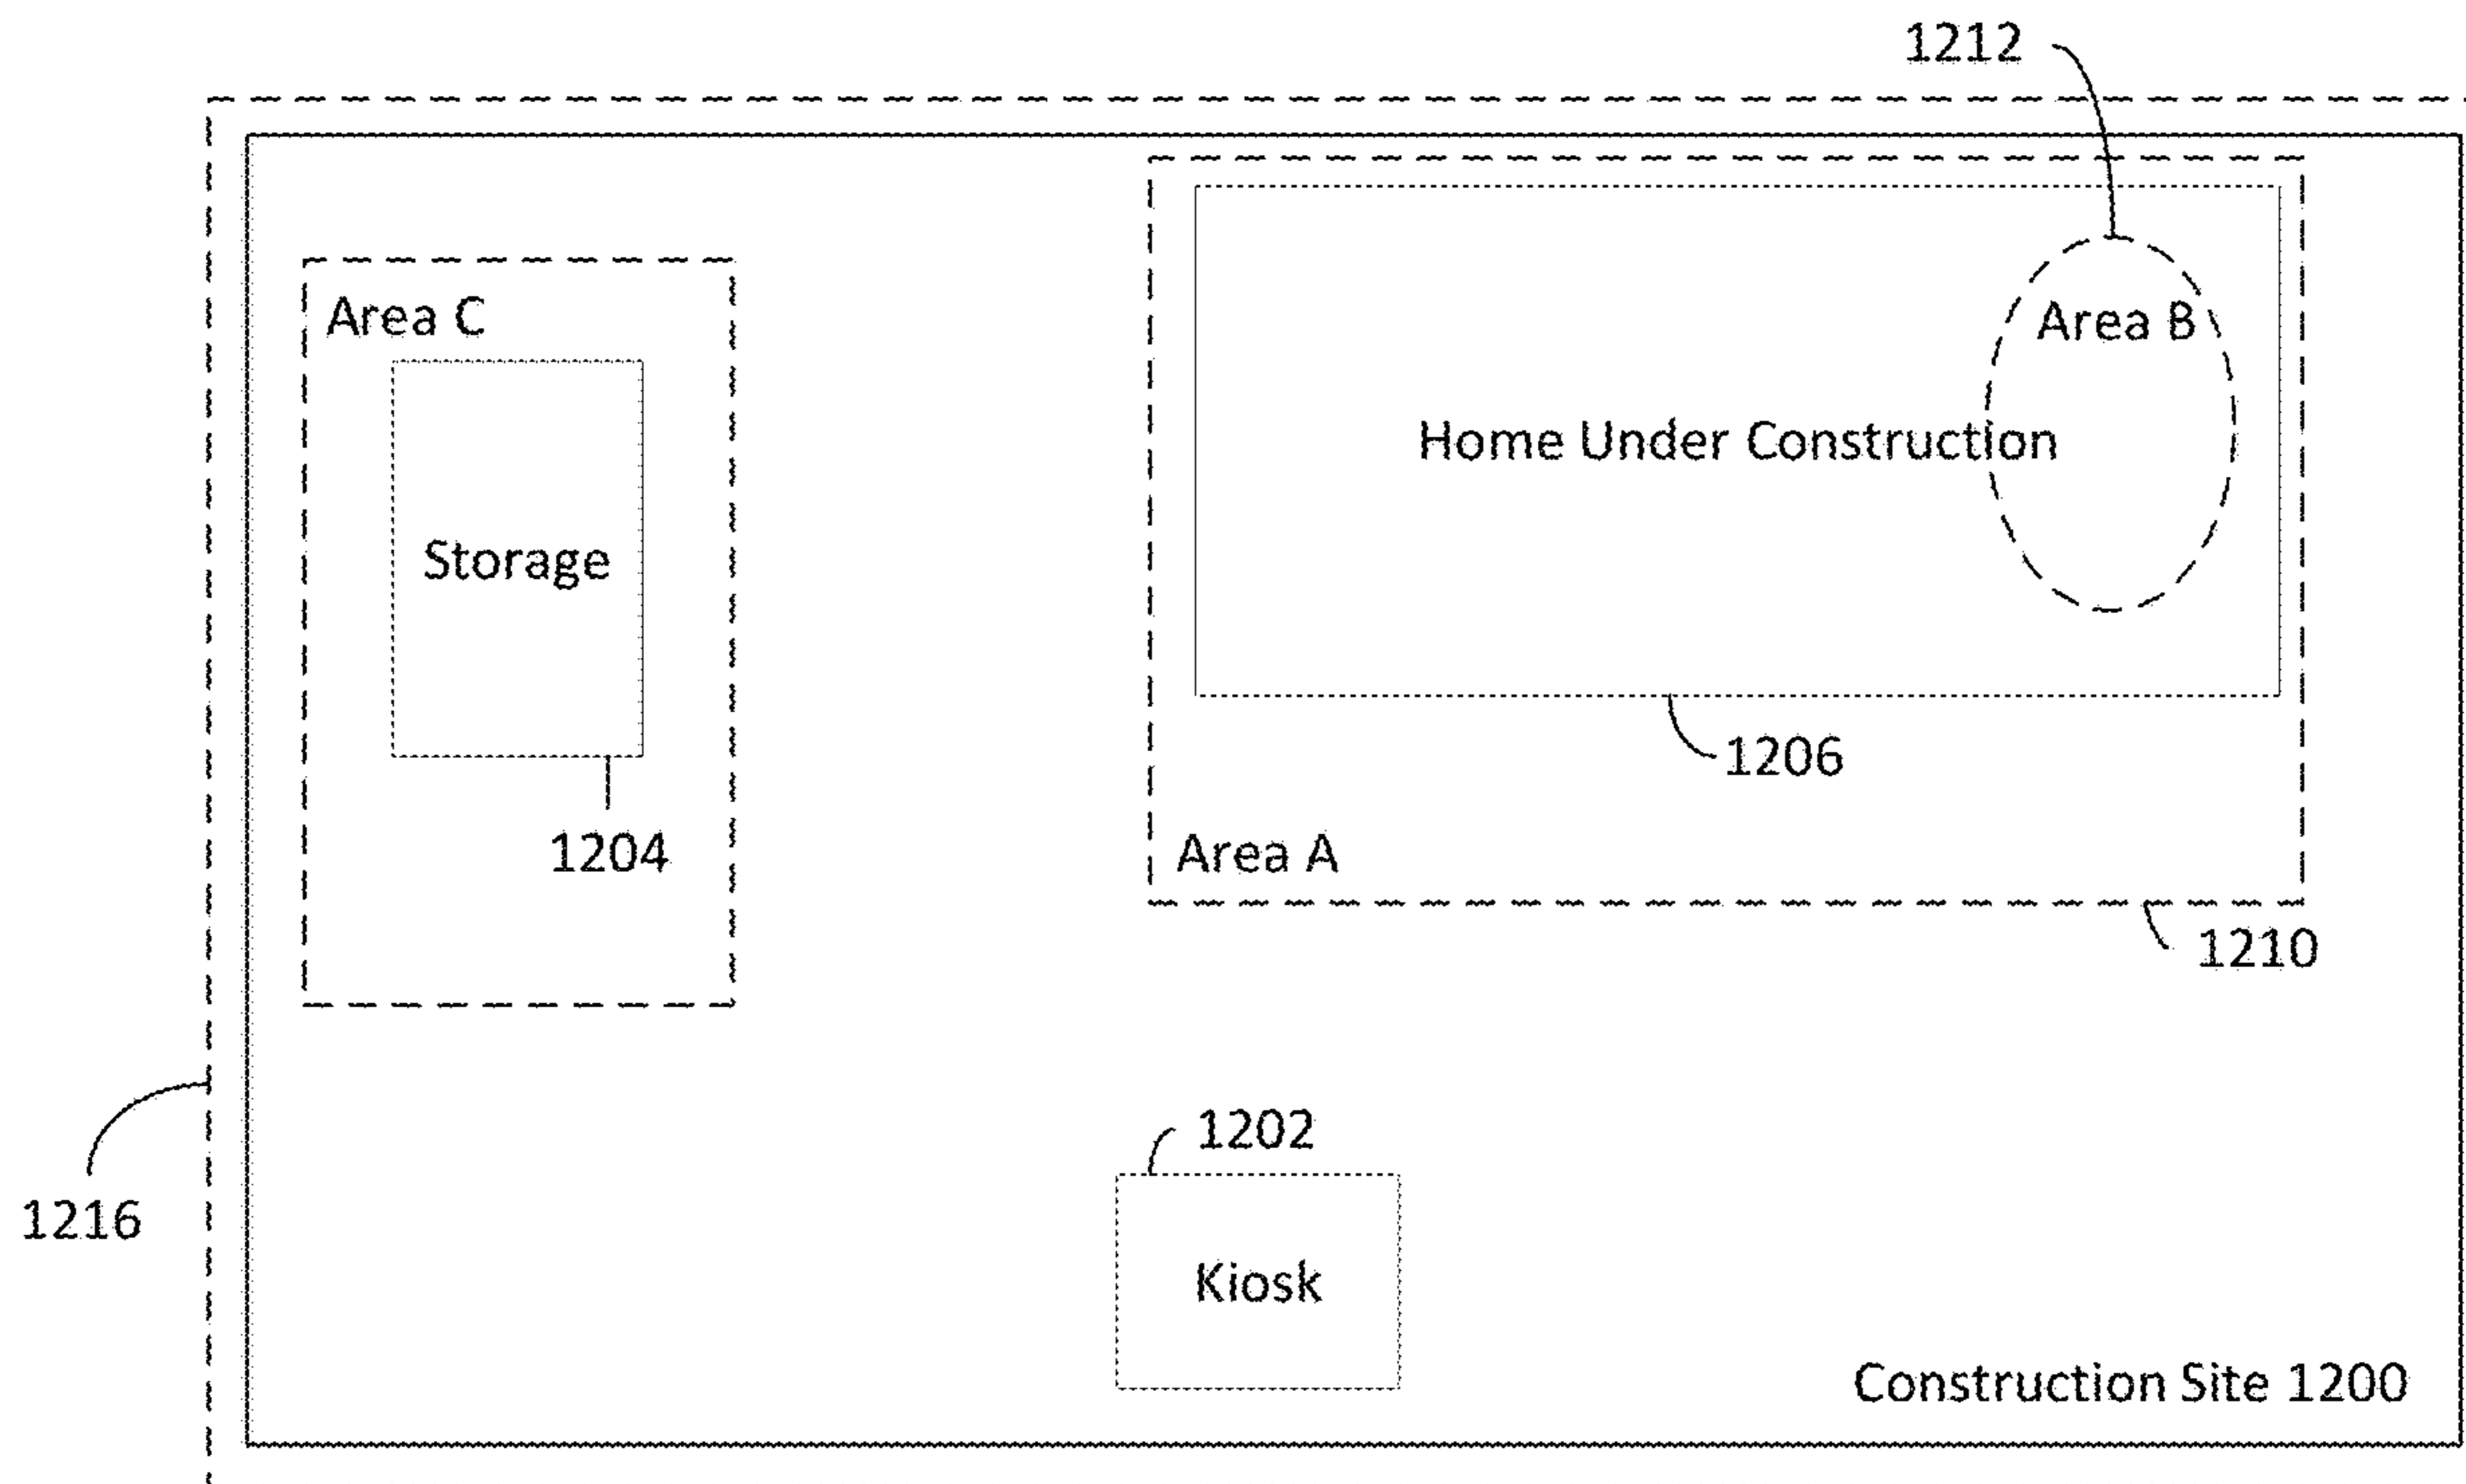 1212
Area C
Area B
Home Under Construction
Storage
1206
1204
Area A
1210
1202
1216
Kiosk
Construction Site 1200